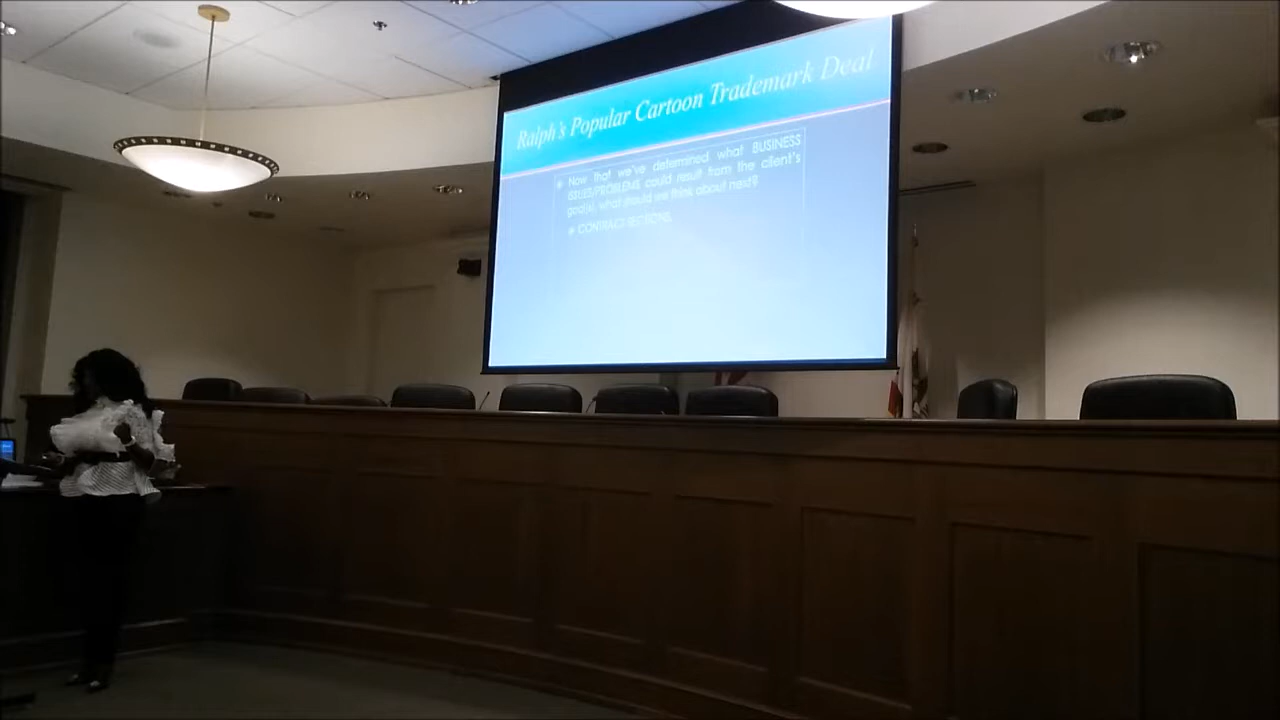 Ralph's Popular Cartoon Trademark Deal
Now that we've determined what BUSINESS
ISSUES/PROBLEMS could result from the client's
goal(s), what should we think about next?
CONTRACT SECTIONS